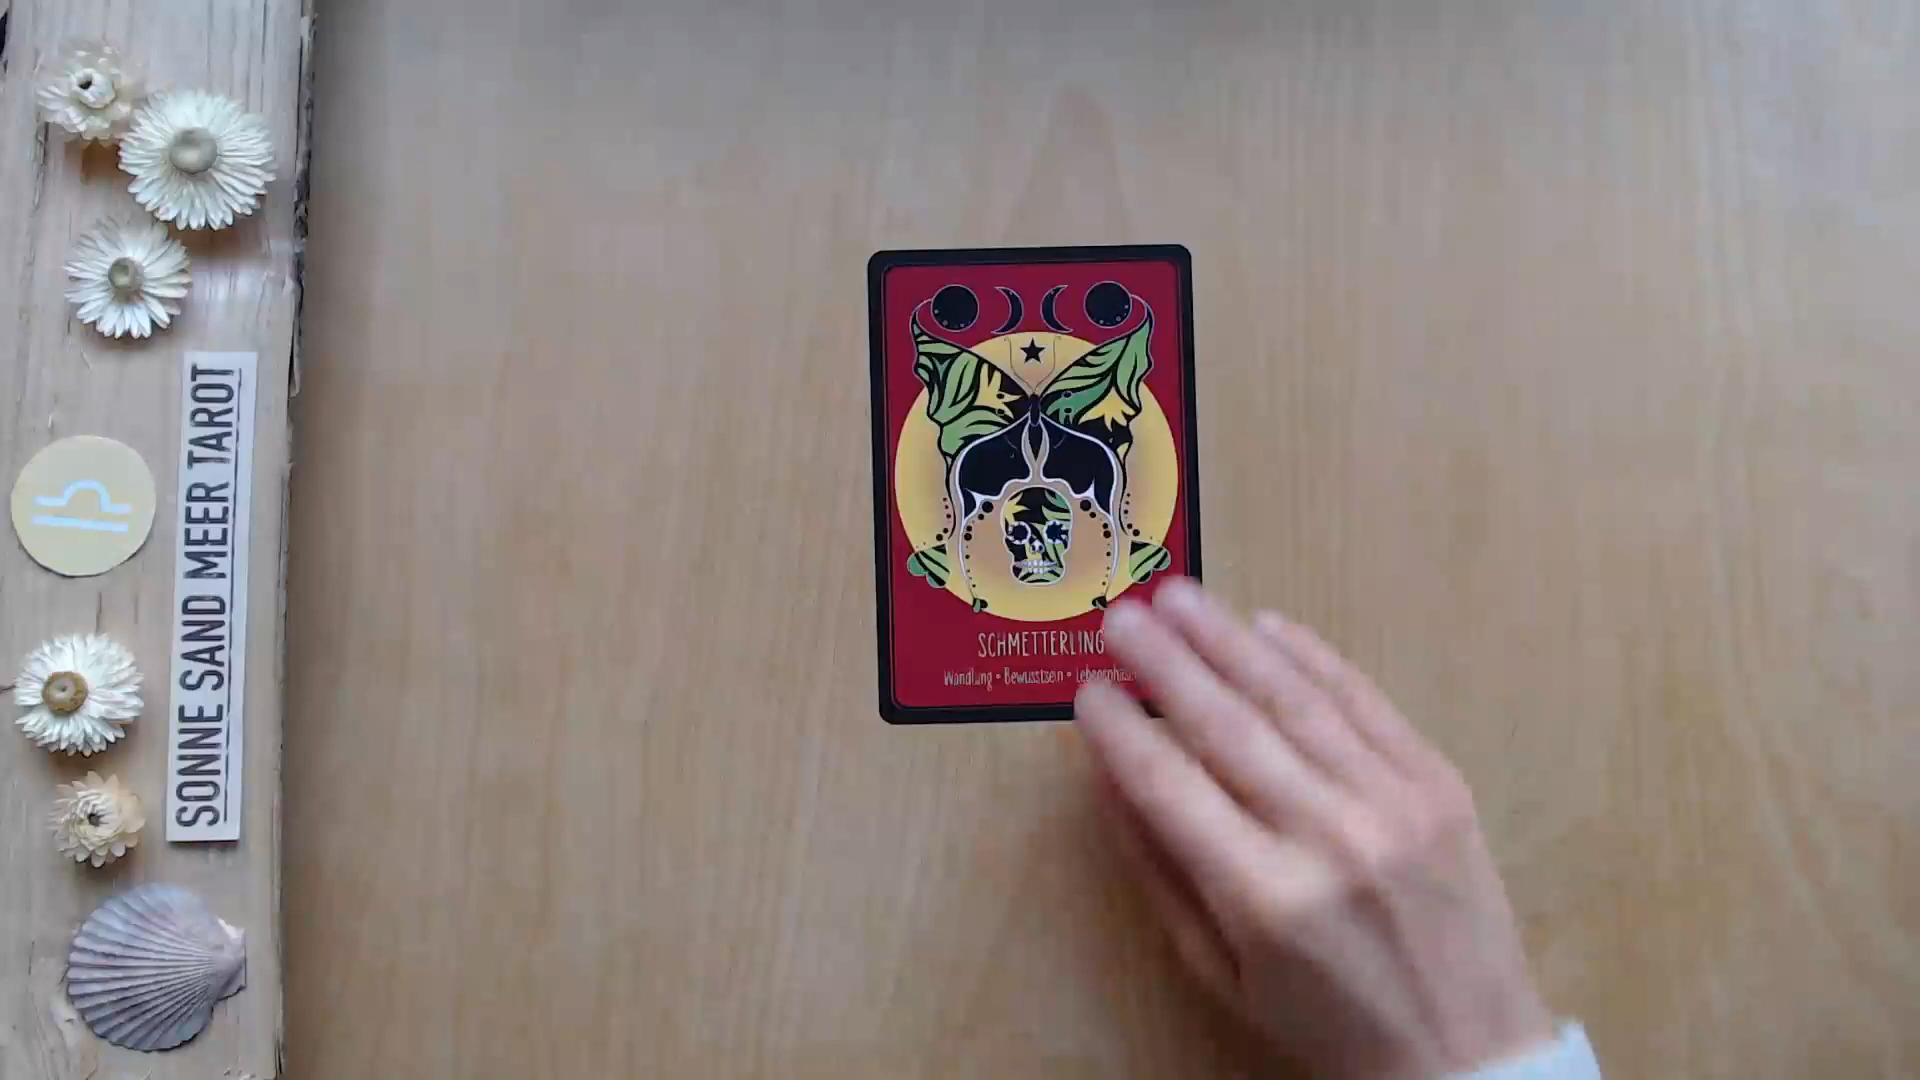 SONNE SAND MEER TAROT
SCHMETTERLING
Wandlung • Bewusstsein •